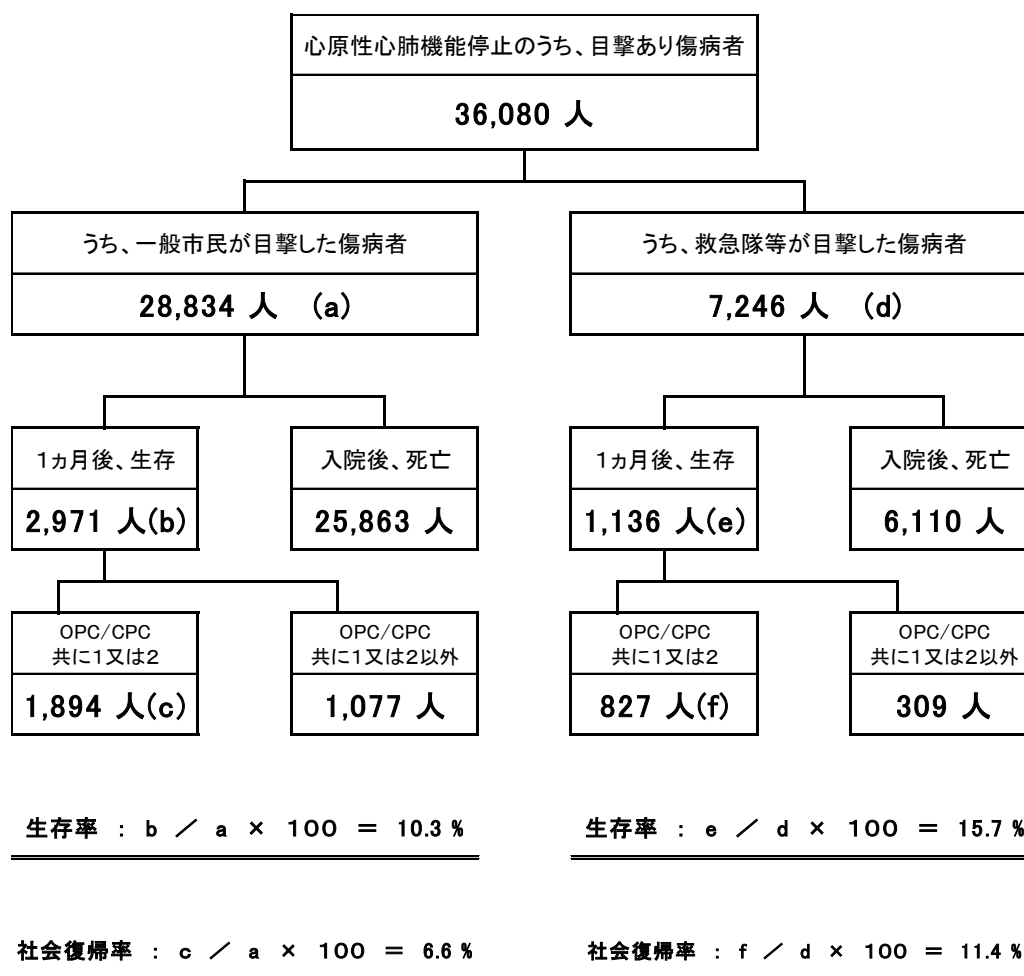 心原性心肺機能停止のうち、目撃あり傷病者
36,080 人
うち、一般市民が目撃した傷病者
28,834 人 (a)
うち、救急隊等が目撃した傷病者
7,246 人 (d)
1ヵ月後、生存
2,971 人(b)
入院後、死亡
25,863 人
1ヵ月後、生存
1,136 人(e)
入院後、死亡
6,110 人
OPC/CPC
共に1又は2
1,894 人(c)
OPC/CPC
共に1又は2以外
1,077 人
OPC/CPC
共に1又は2
827 人(f)
OPC/CPC
共に1又は2以外
309 人
生存率 : b / a × 100 = 10.3 %
生存率 : e / d × 100 = 15.7 %
社会復帰率 : c / a × 100 = 6.6 %
社会復帰率 : f / d × 100 = 11.4 %